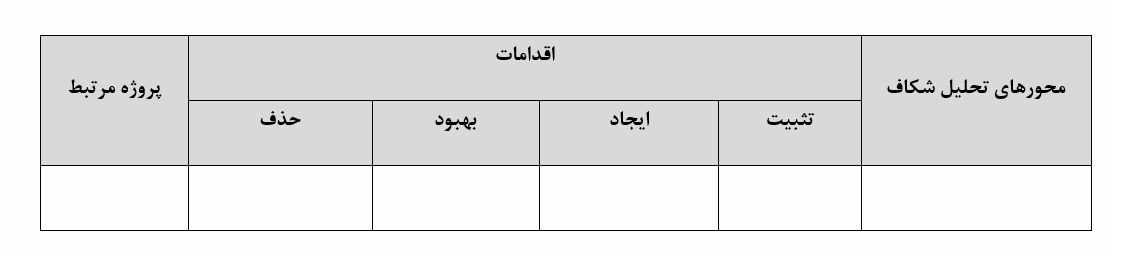 محورهای تحلیل شکاف
اقدامات
پروژه مرتبط
تثبیت
ایجاد
بهبود
حذف